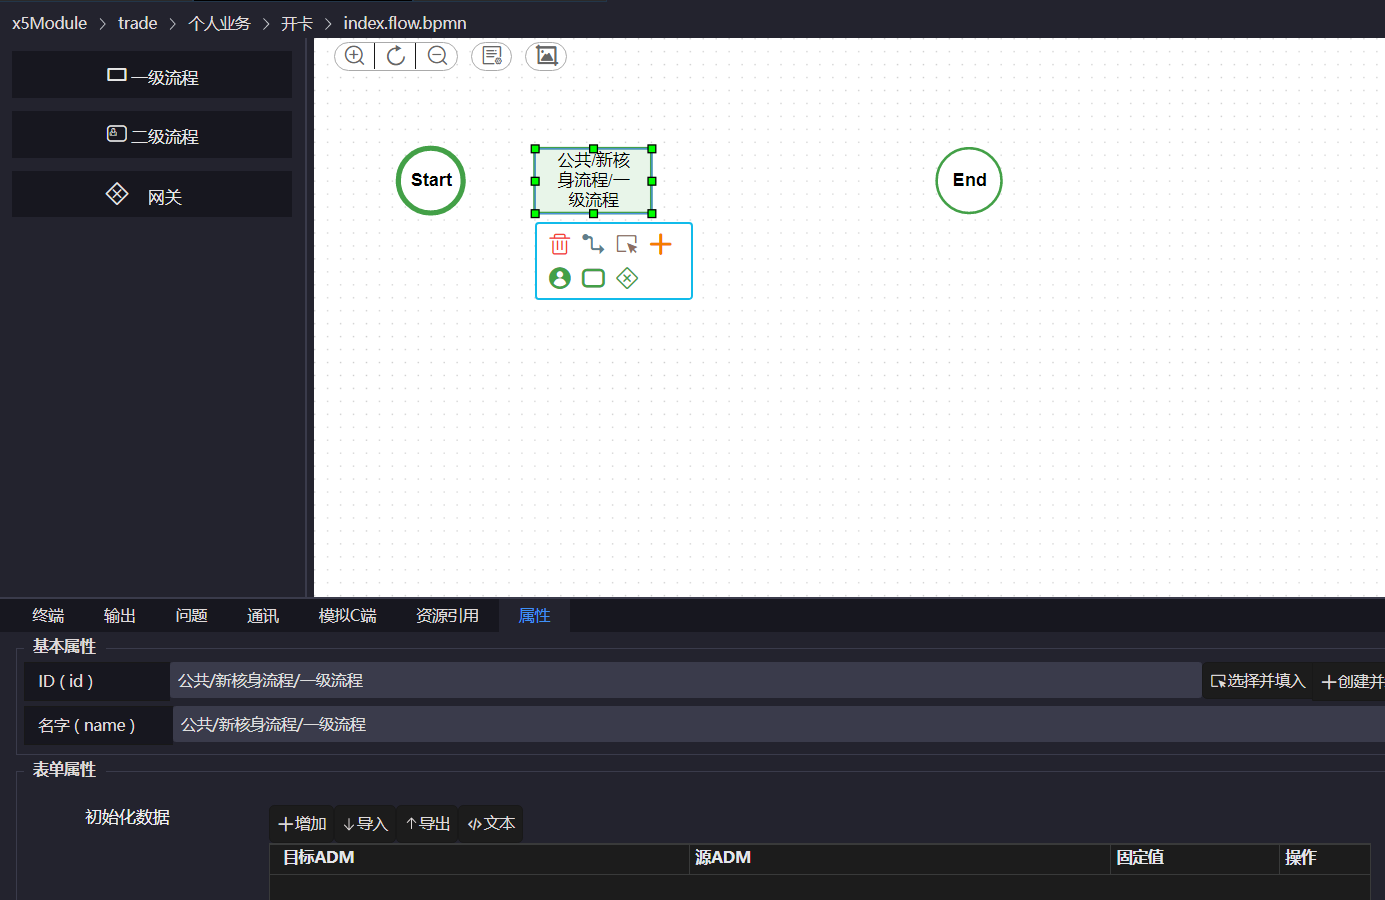 x5Module > trade > 个人业务 > 开卡 > index.flow.bpmn
一级流程
二级流程
网关
Start
公共/新核
身流程/一
级流程
End
终端 输出 问题 通讯 模拟C端 资源引用 属性
基本属性
ID ( id ) 公共/新核身流程/一级流程 选择并填入 创建并
名字 ( name ) 公共/新核身流程/一级流程
表单属性
初始化数据
增加 导入 导出 文本
目标ADM 源ADM 固定值 操作